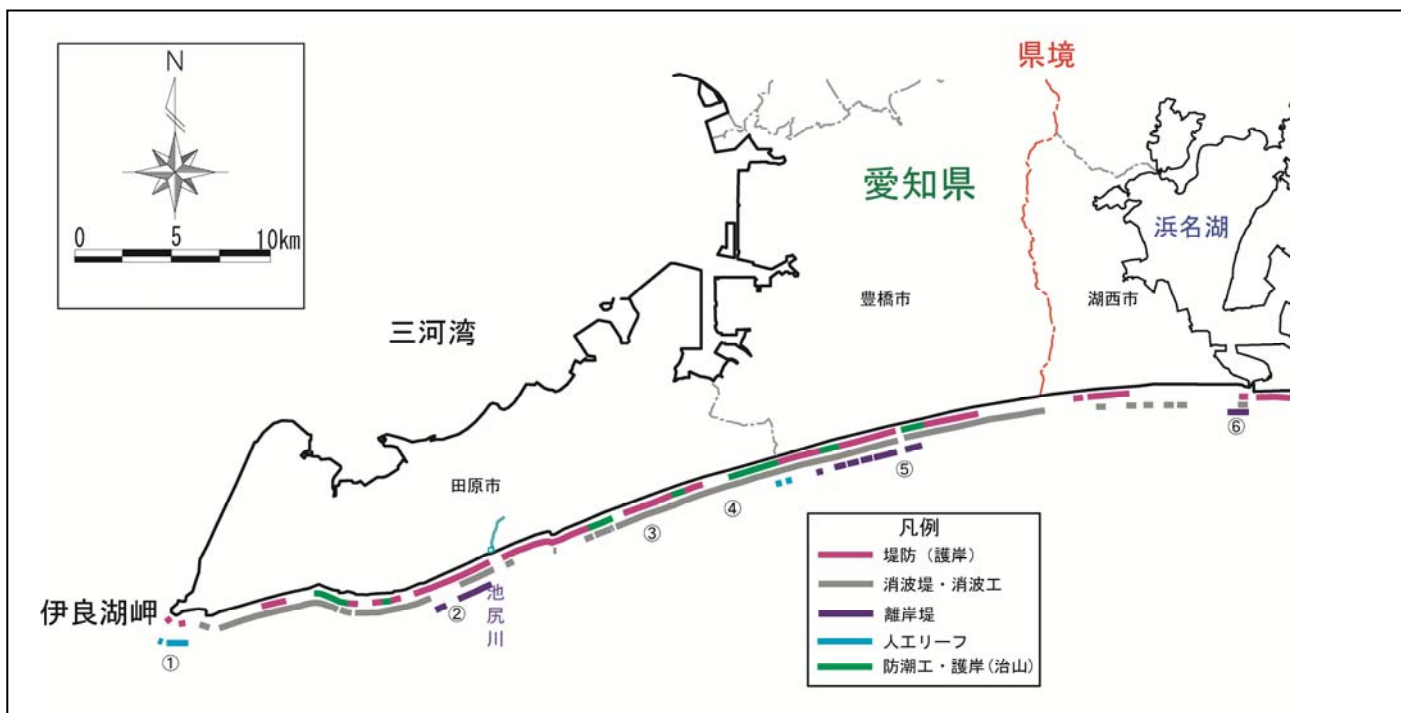 N
0 5 10km
県境
愛知県
浜名湖
豊橋市
湖西市
三河湾
田原市
伊良湖岬
池尻川
①
②
③
④
⑤
⑥
凡例
堤防（護岸）
消波堤・消波工
離岸堤
人工リーフ
防潮工・護岸(治山)